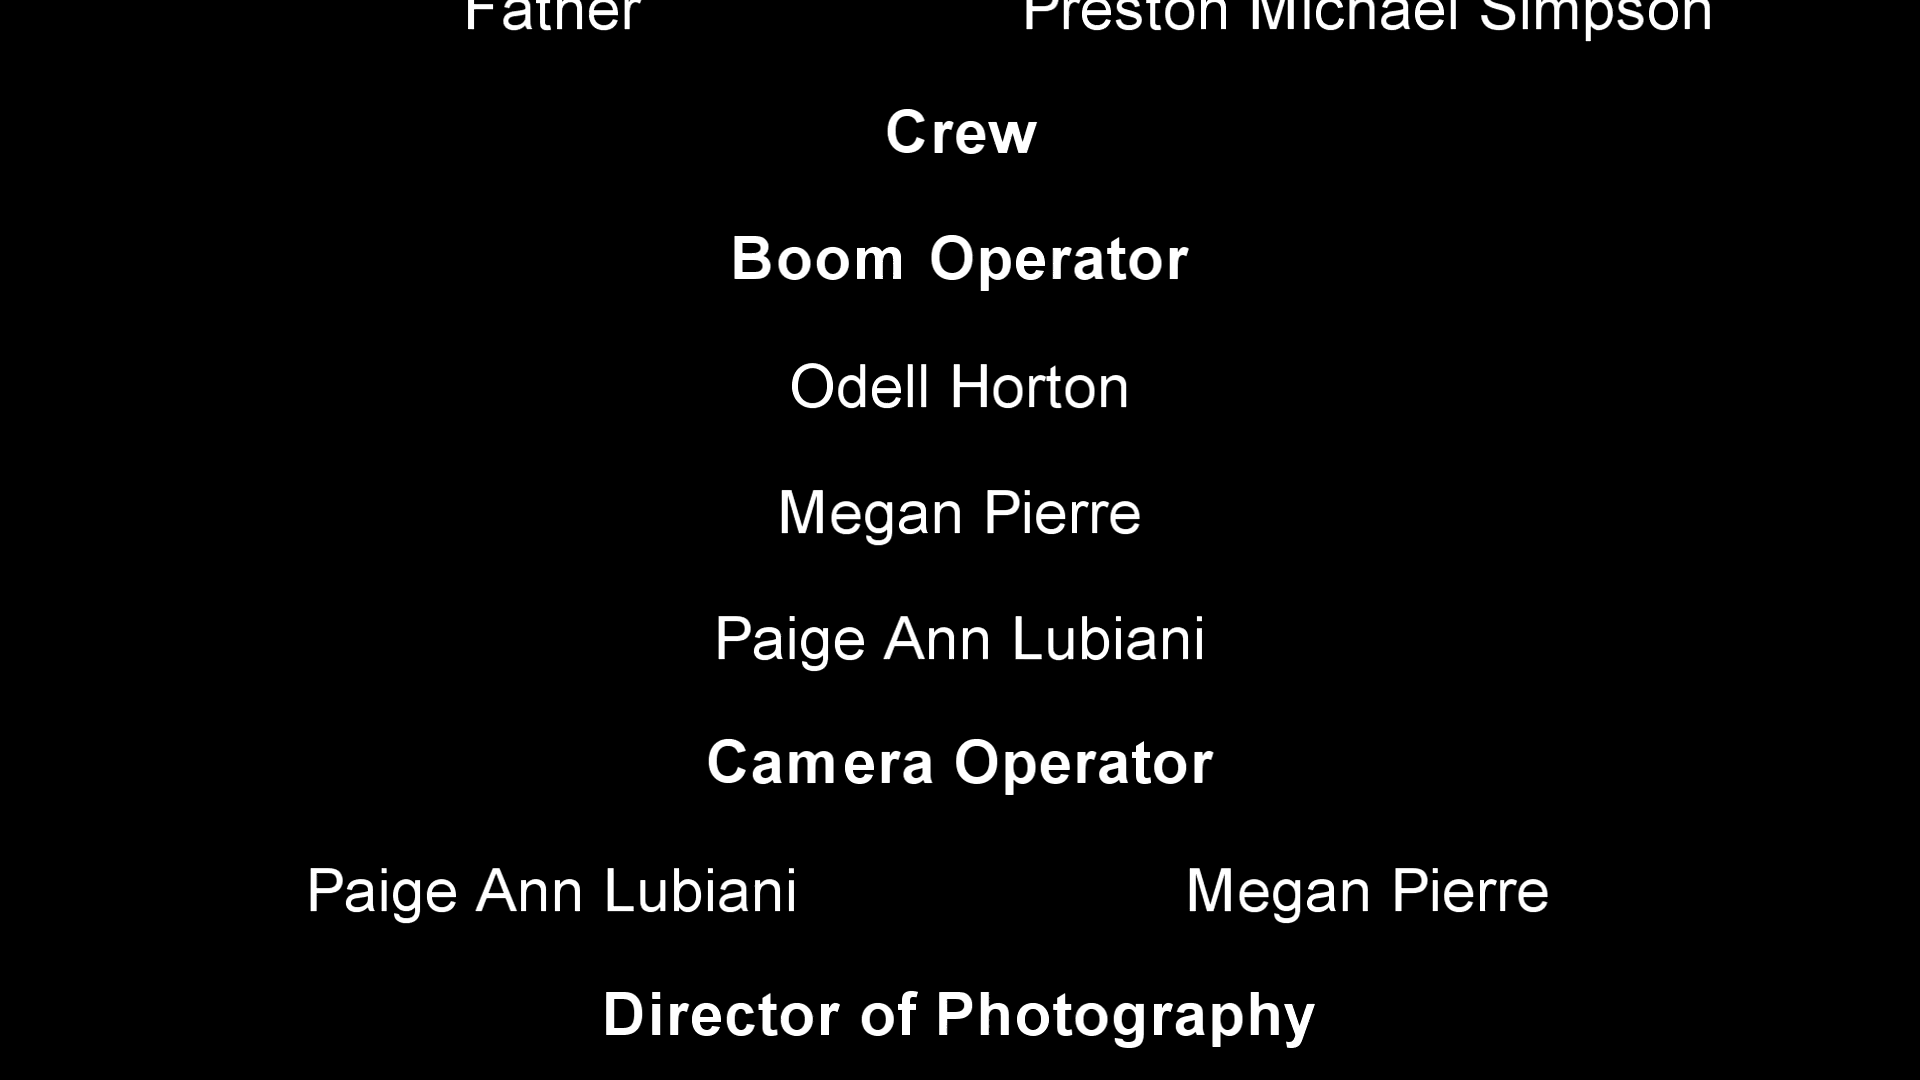 Father Preston Michael Simpson
Crew
Boom Operator
Odell Horton
Megan Pierre
Paige Ann Lubiani
Camera Operator
Paige Ann Lubiani Megan Pierre
Director of Photography